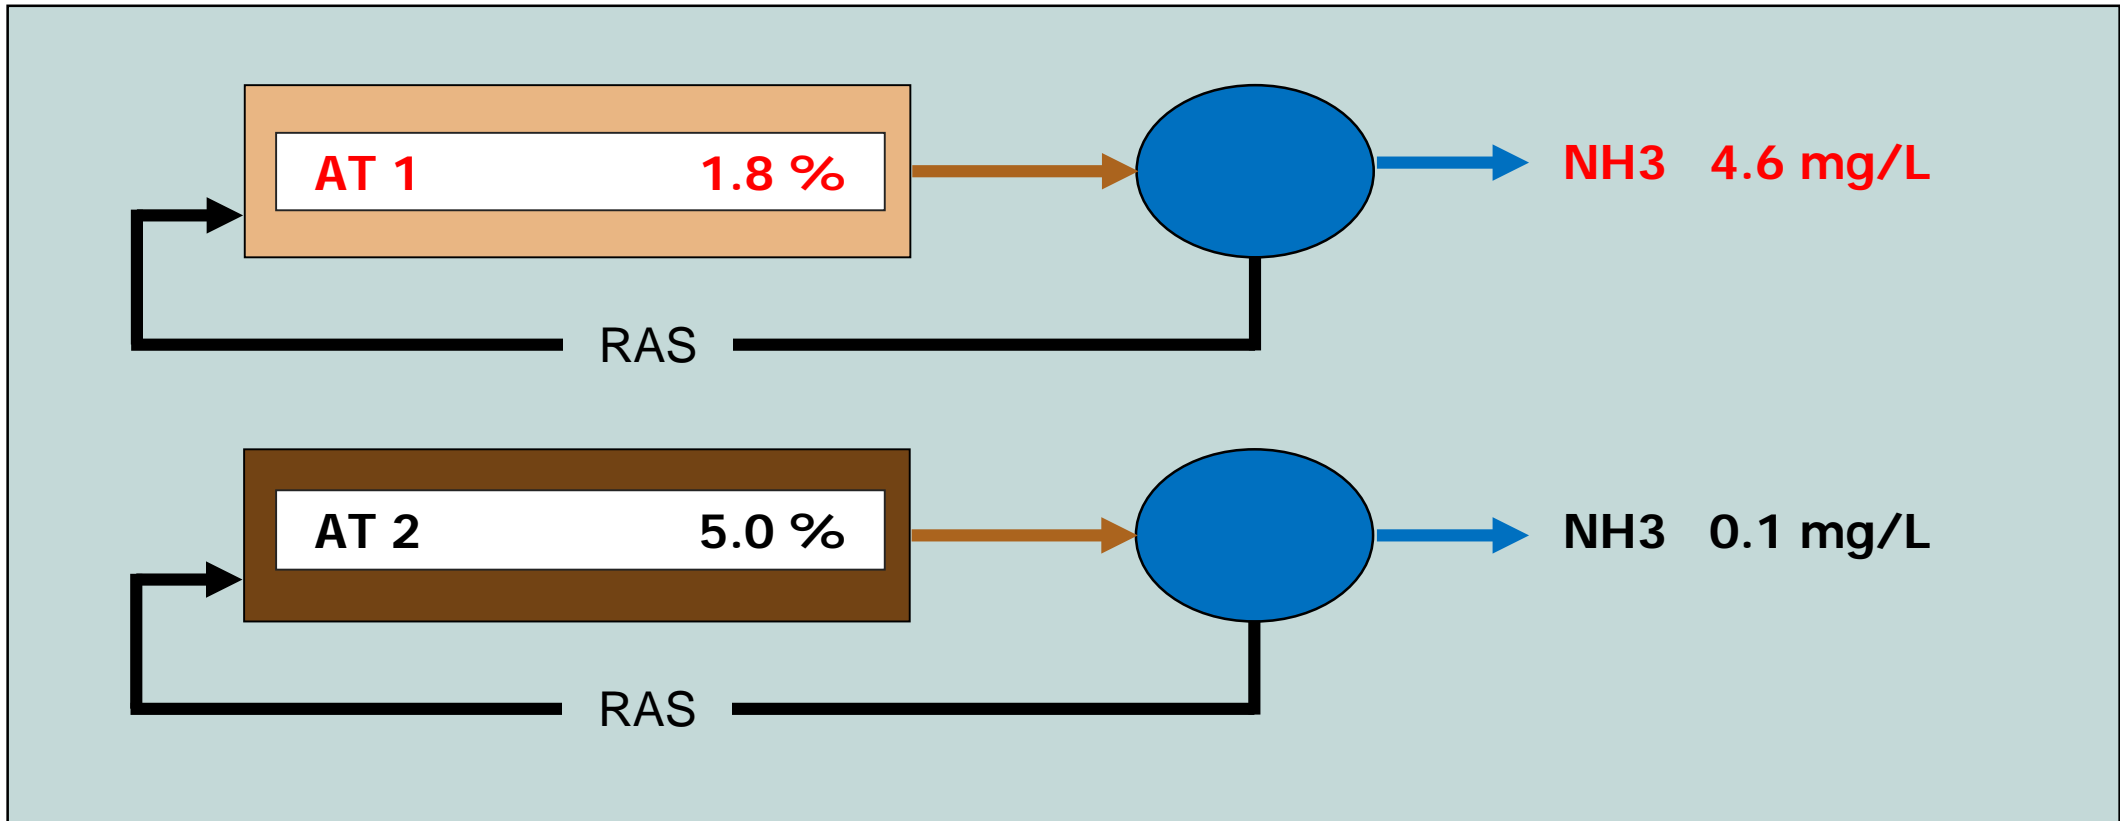 AT 1 1.8 % NH3 4.6 mg/L
RAS
AT 2 5.0 % NH3 0.1 mg/L
RAS